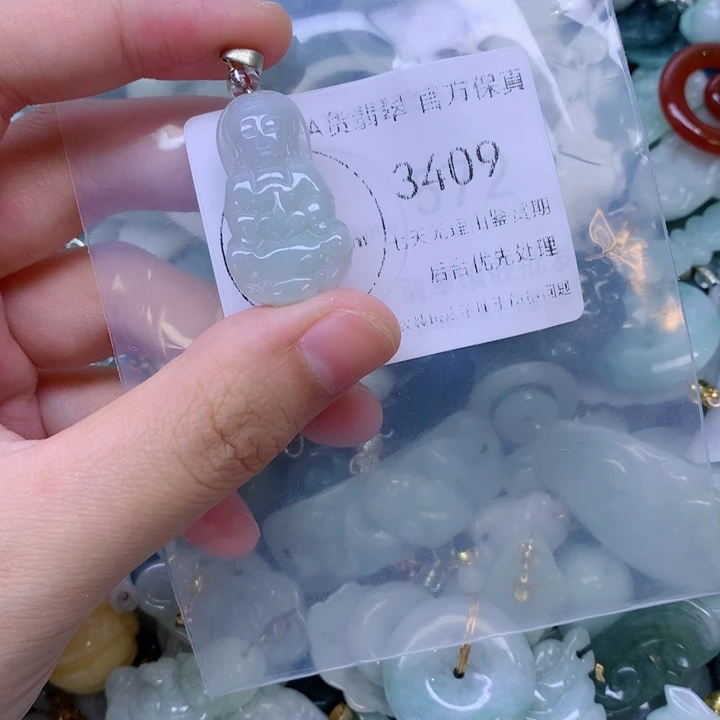 A货翡翠 官方保真
3409
七天无理由鉴赏期
后台优先处理